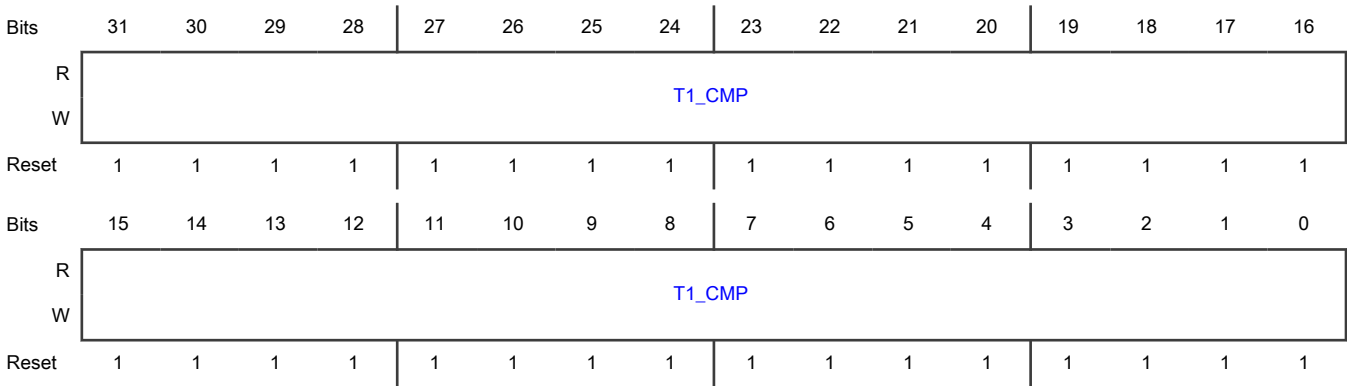 Bits 31 30 29 28 27 26 25 24 23 22 21 20 19 18 17 16
R
T1_CMP
W
Reset 1 1 1 1 1 1 1 1 1 1 1 1 1 1 1 1
Bits 15 14 13 12 11 10 9 8 7 6 5 4 3 2 1 0
R
T1_CMP
W
Reset 1 1 1 1 1 1 1 1 1 1 1 1 1 1 1 1